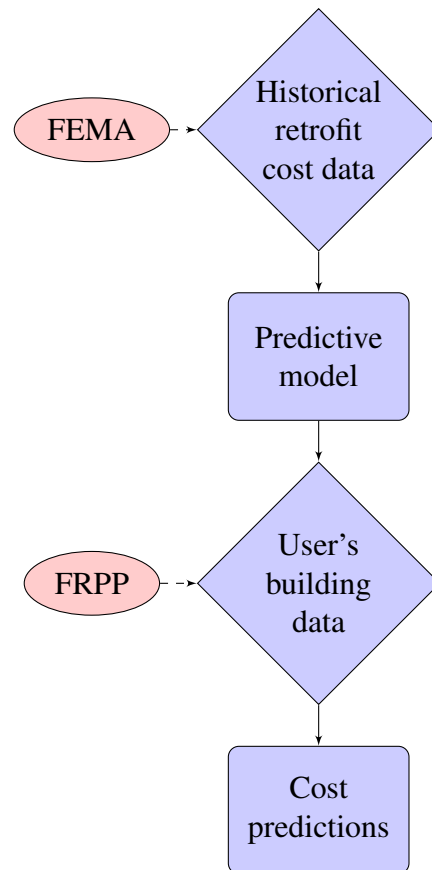 FEMA
Historical
retrofit
cost data
Predictive
model
FRPP
User's
building
data
Cost
predictions